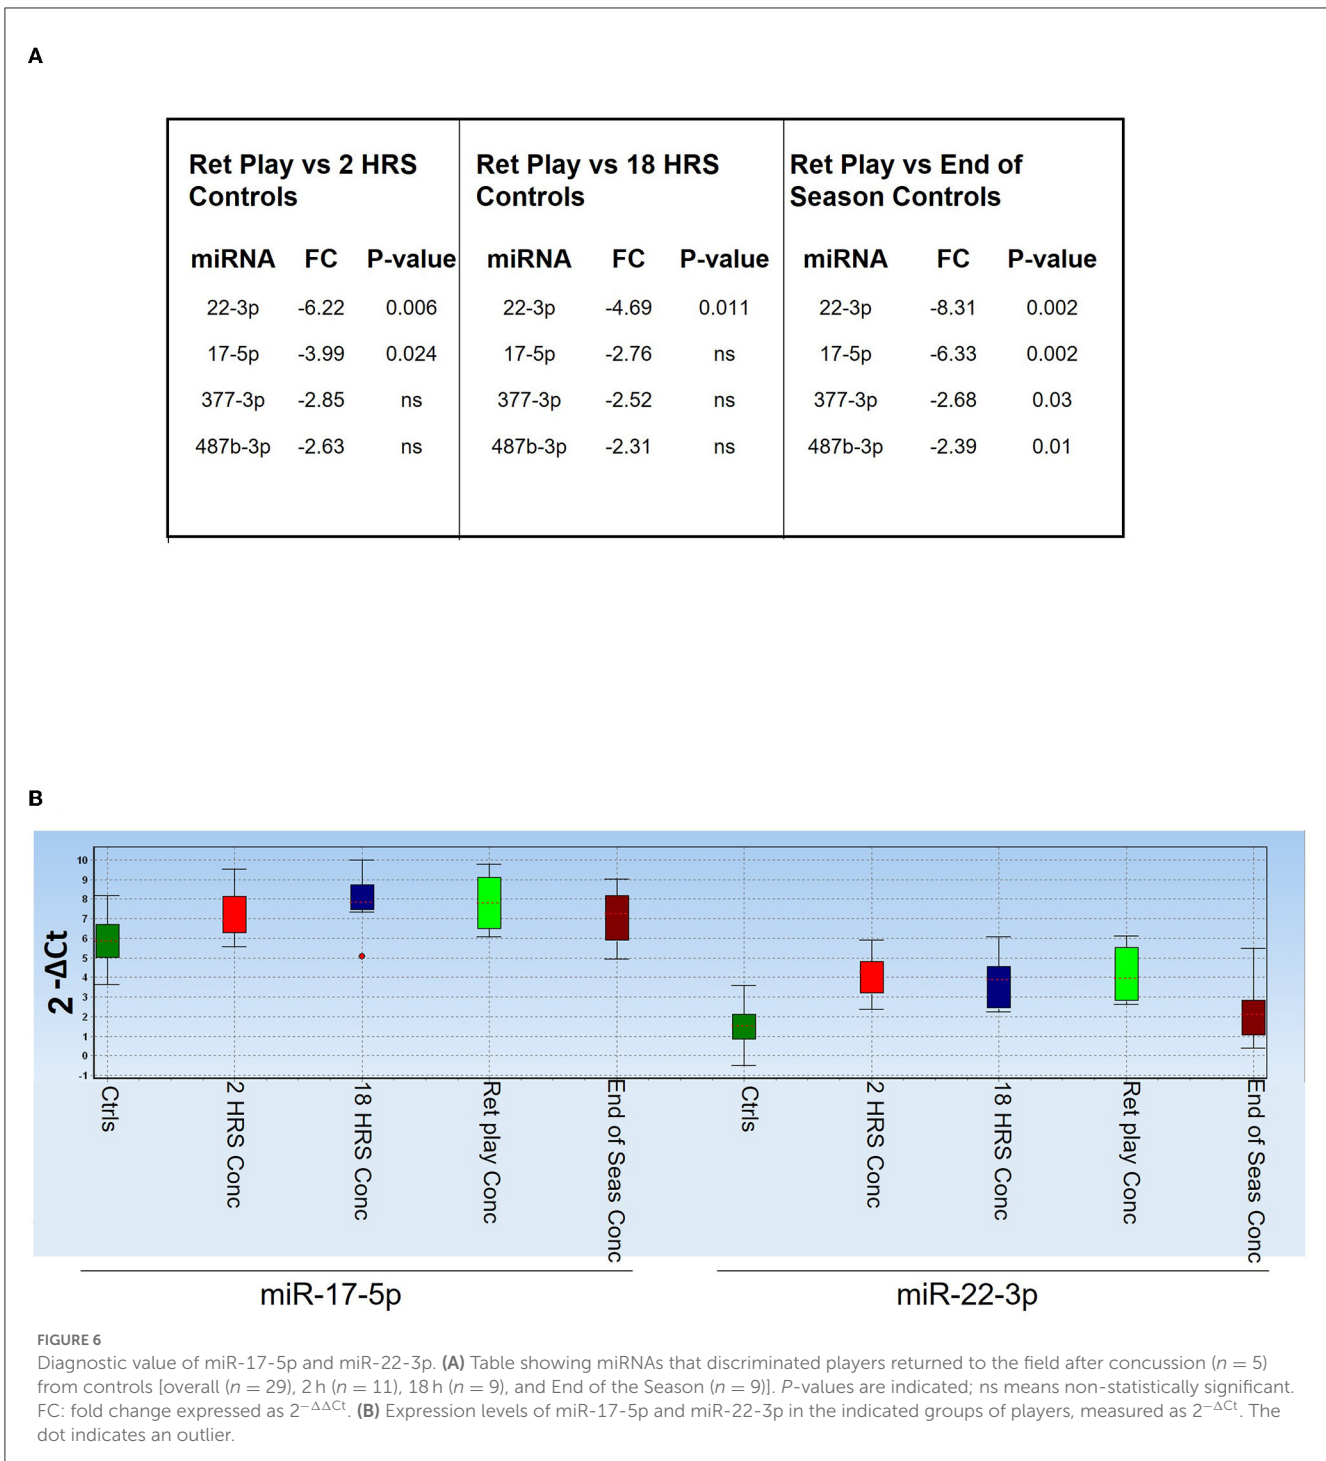 A
Ret Play vs 2 HRS
Controls
miRNA FC P-value
22-3p -6.22 0.006
17-5p -3.99 0.024
377-3p -2.85 ns
487b-3p -2.63 ns
Ret Play vs 18 HRS
Controls
miRNA FC P-value
22-3p -4.69 0.011
17-5p -2.76 ns
377-3p -2.52 ns
487b-3p -2.31 ns
Ret Play vs End of
Season Controls
miRNA FC P-value
22-3p -8.31 0.002
17-5p -6.33 0.002
377-3p -2.68 0.03
487b-3p -2.39 0.01
B
2 -ΔCt
10
9
8
7
6
5
4
3
2
1
0
-1
Ctrls
2 HRS Conc
18 HRS Conc
Ret play Conc
End of Seas Conc
Ctrls
2 HRS Conc
18 HRS Conc
Ret play Conc
End of Seas Conc
miR-17-5p
miR-22-3p
FIGURE 6
Diagnostic value of miR-17-5p and miR-22-3p. (A) Table showing miRNAs that discriminated players returned to the field after concussion (n = 5)
from controls [overall (n = 29), 2 h (n = 11), 18 h (n = 9), and End of the Season (n = 9)]. P-values are indicated; ns means non-statistically significant.
FC: fold change expressed as 2−ΔΔCt. (B) Expression levels of miR-17-5p and miR-22-3p in the indicated groups of players, measured as 2−ΔCt. The
dot indicates an outlier.